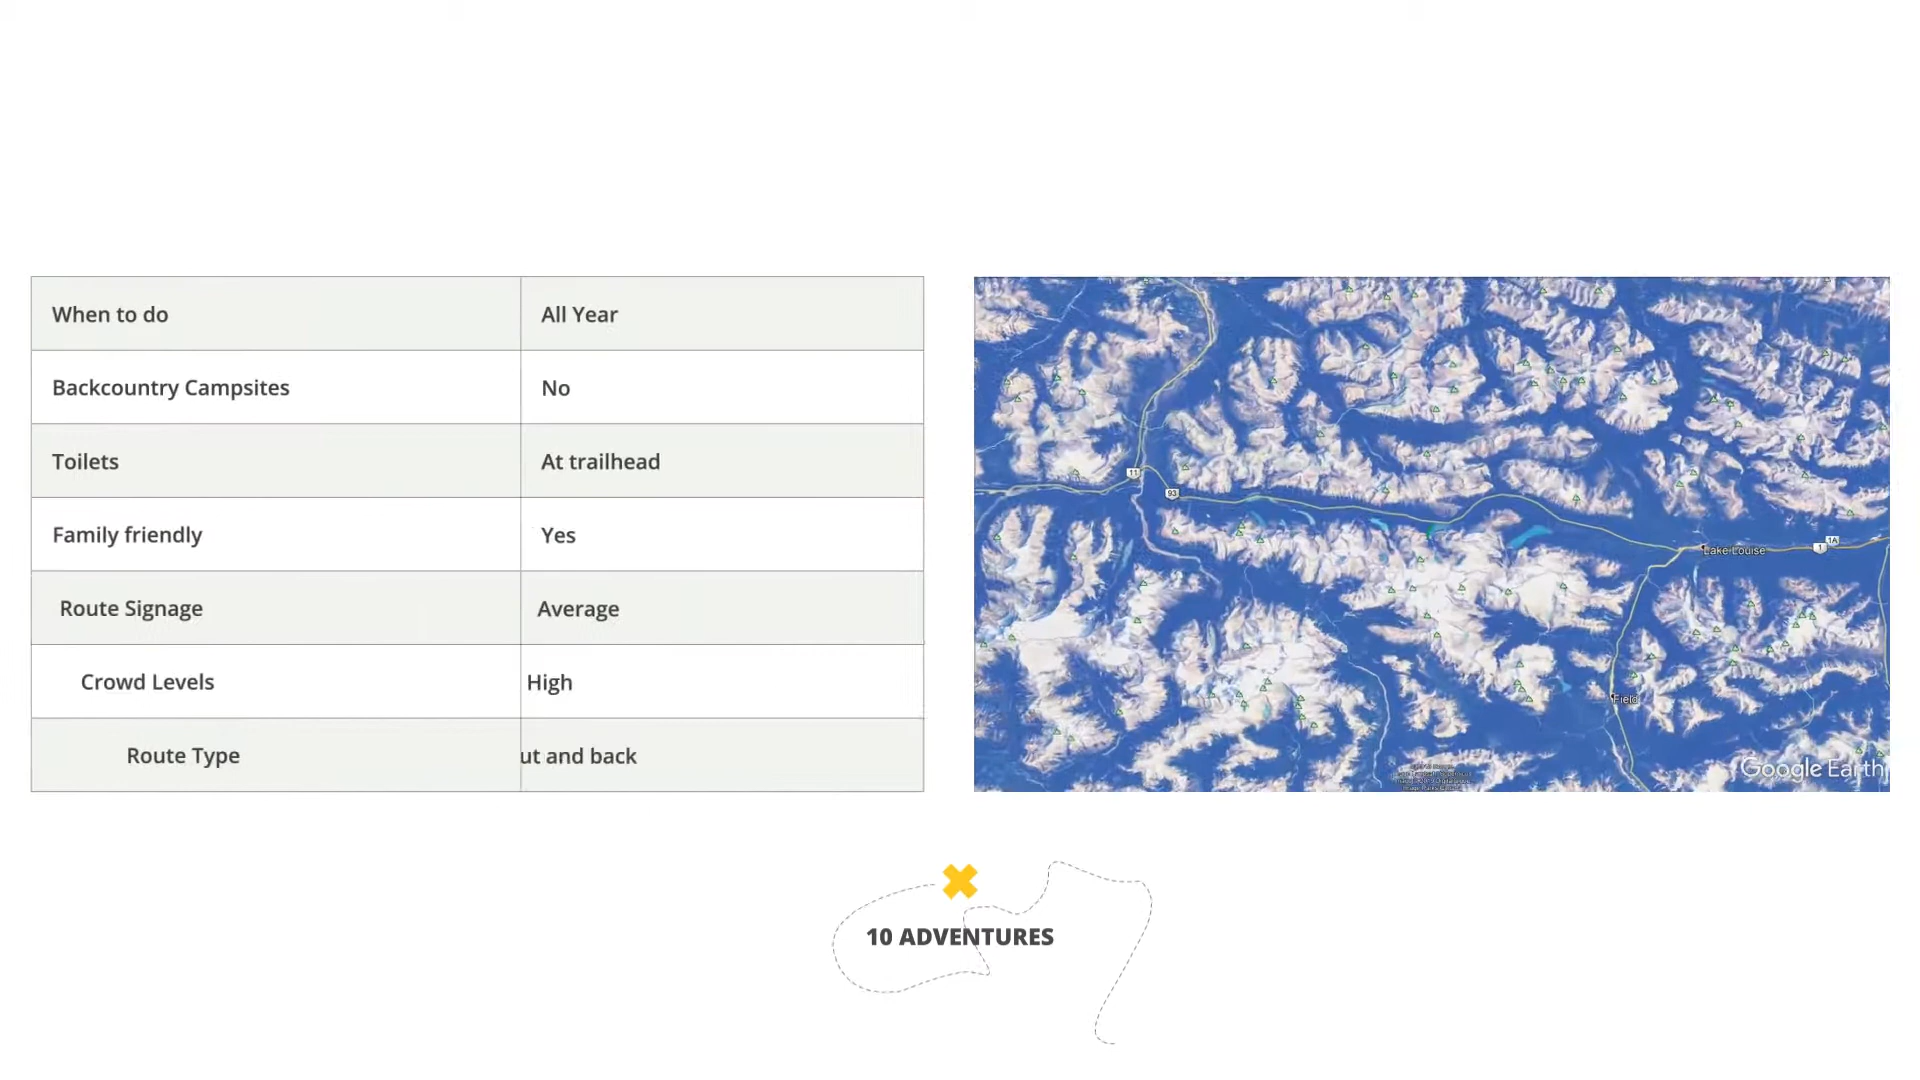 When to do All Year
Backcountry Campsites No
Toilets At trailhead
Family friendly Yes
Route Signage Average
Crowd Levels High
Route Type ut and back
11
93
Lake Louise
1
1A
Field
Google Earth
10 ADVENTURES